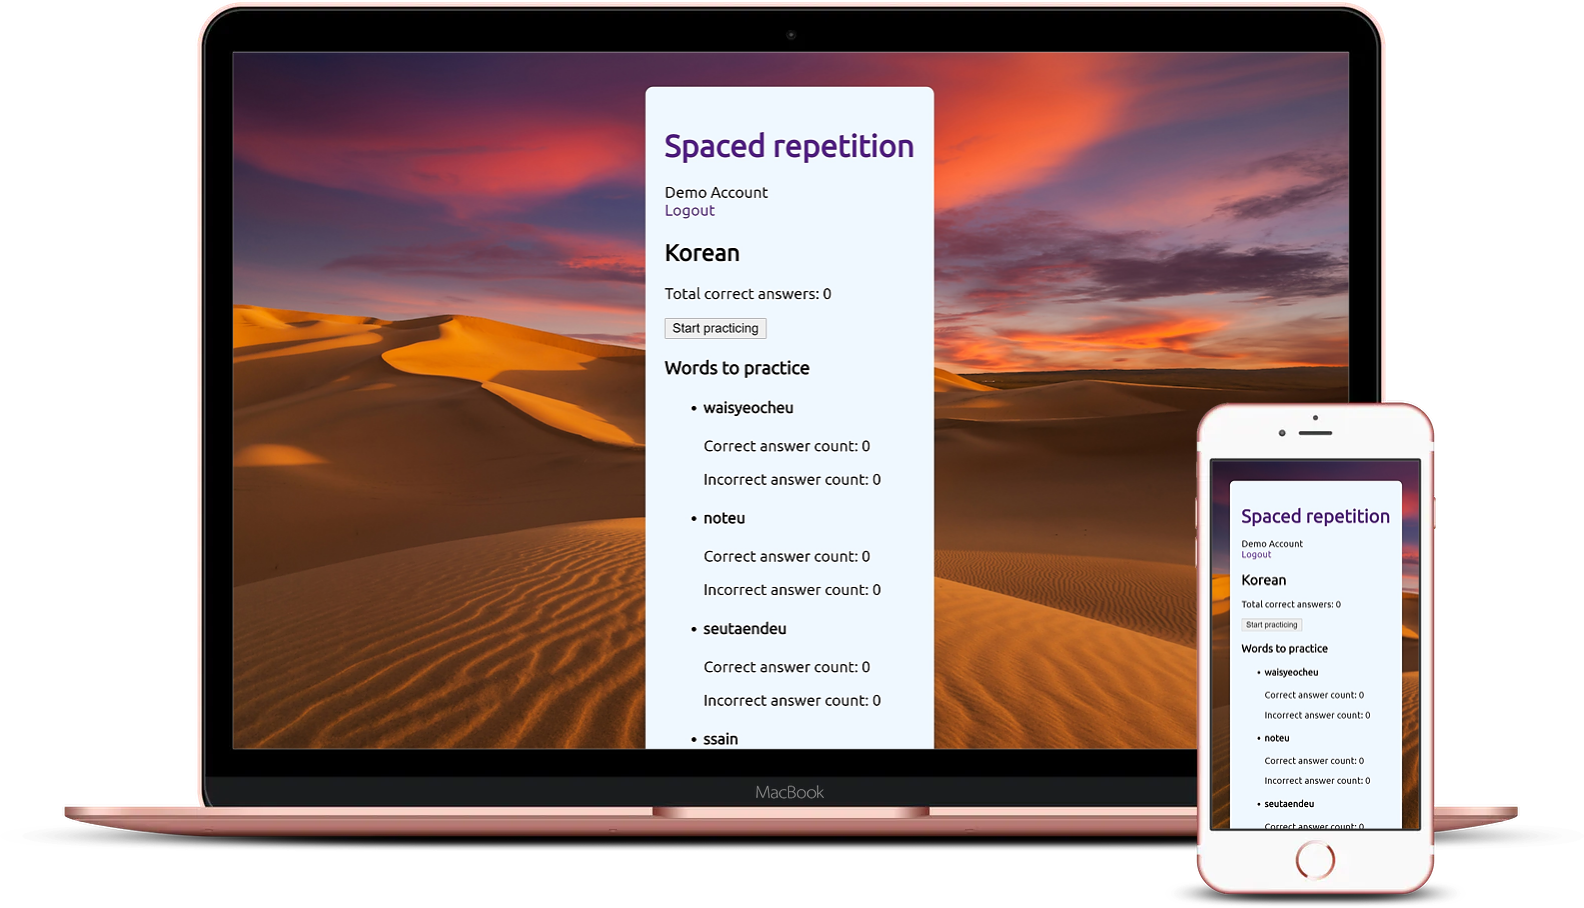 Spaced repetition
Demo Account
Logout
Korean
Total correct answers: 0
Start practicing
Words to practice
• waisyeocheu
Correct answer count: 0
Incorrect answer count: 0
• noteu
Correct answer count: 0
Incorrect answer count: 0
• seutaendeu
Correct answer count: 0
Incorrect answer count: 0
• ssain
MacBook
Spaced repetition
Demo Account
Logout
Korean
Total correct answers: 0
Start practicing
Words to practice
• waisyeocheu
Correct answer count: 0
Incorrect answer count: 0
• noteu
Correct answer count: 0
Incorrect answer count: 0
• seutaendeu
Correct answer count: 0